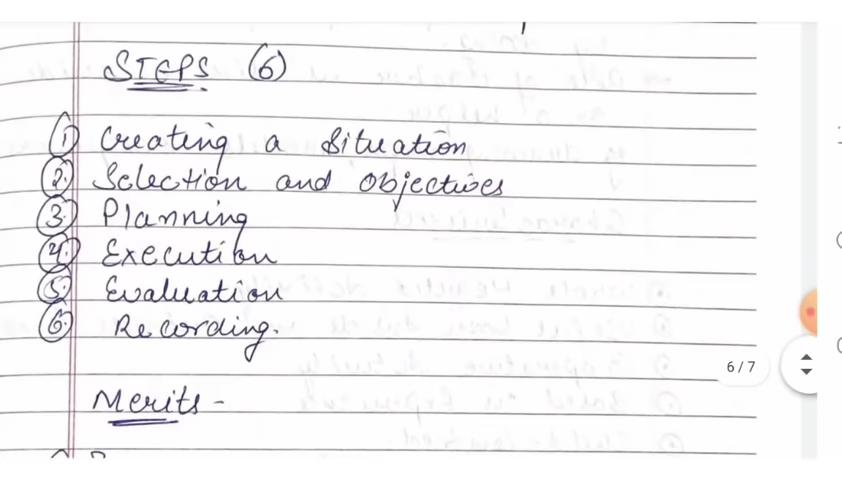 STEPS (6)
① Creating a Situation
② Selection and Objectives
③ Planning
④ Execution
⑤ Evaluation
⑥ Recording.
6 / 7
Merits -